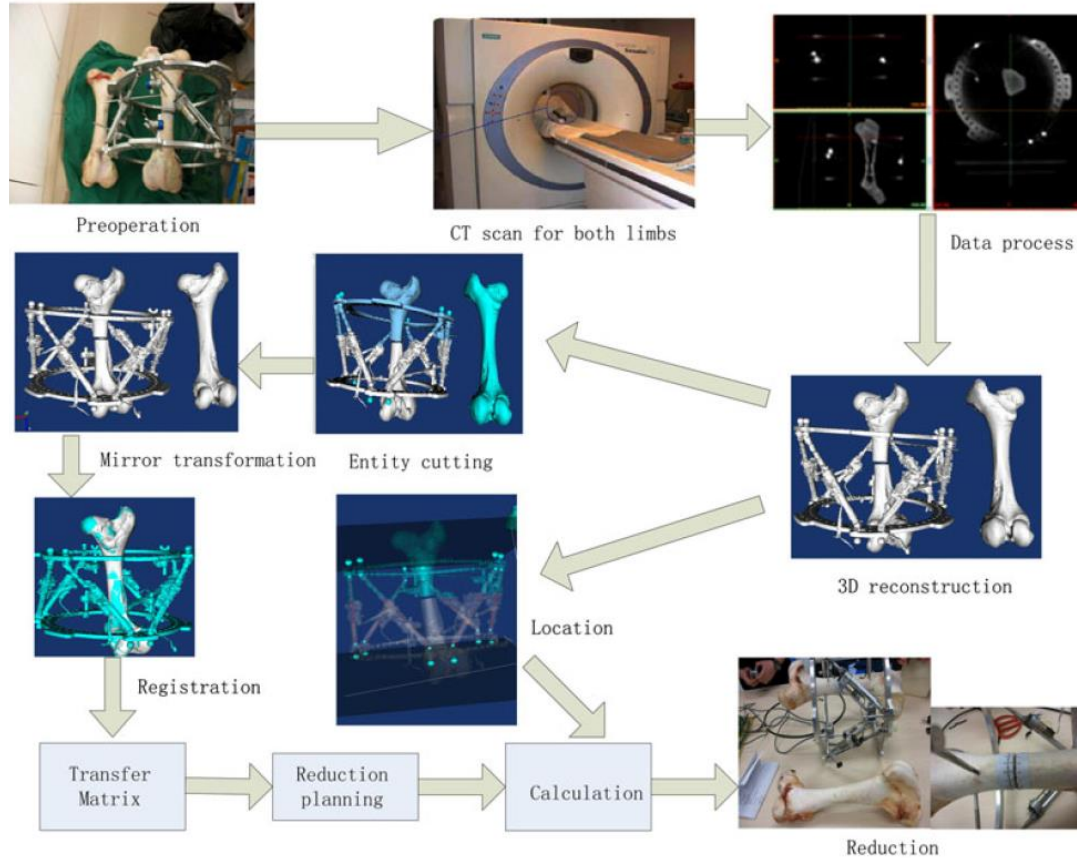 Preoperation
CT scan for both limbs
Data process
Mirror transformation
Entity cutting
3D reconstruction
Location
Registration
Transfer
Matrix
Reduction
planning
Calculation
Reduction